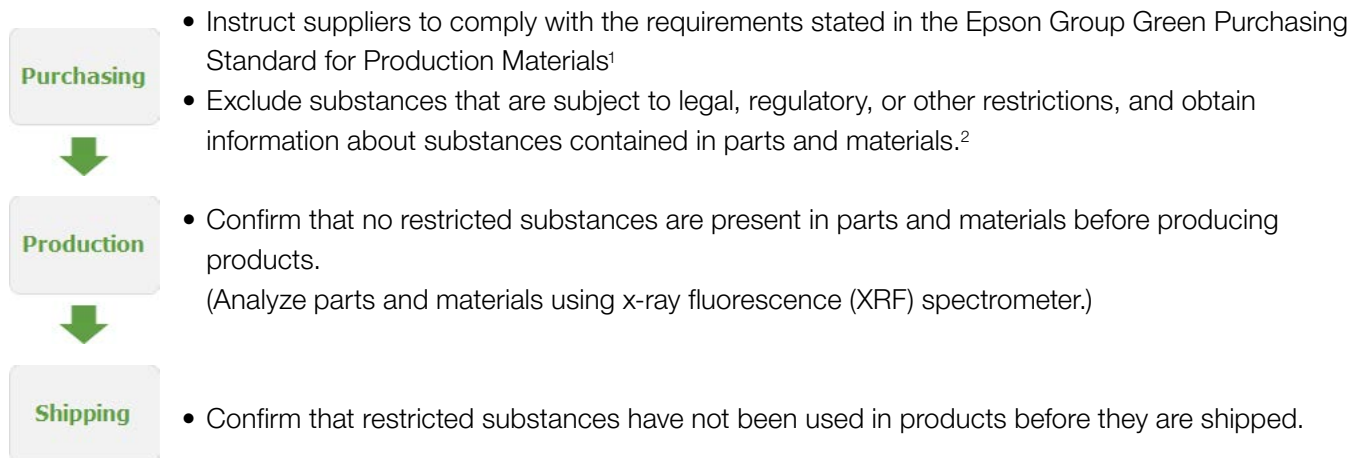 Purchasing
• Instruct suppliers to comply with the requirements stated in the Epson Group Green Purchasing
Standard for Production Materials¹
• Exclude substances that are subject to legal, regulatory, or other restrictions, and obtain
information about substances contained in parts and materials.²
Production
• Confirm that no restricted substances are present in parts and materials before producing
products.
(Analyze parts and materials using x-ray fluorescence (XRF) spectrometer.)
Shipping
• Confirm that restricted substances have not been used in products before they are shipped.